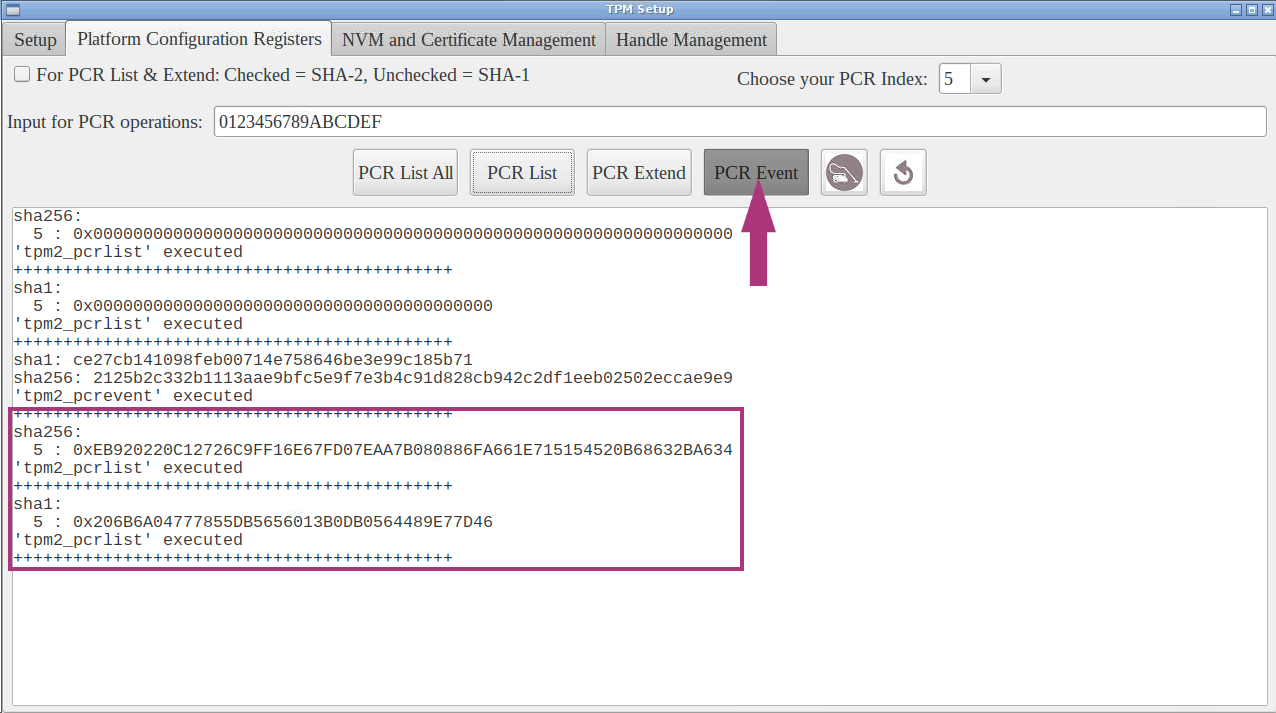 TPM Setup
Setup Platform Configuration Registers NVM and Certificate Management Handle Management
For PCR List & Extend: Checked = SHA-2, Unchecked = SHA-1 Choose your PCR Index: 5
Input for PCR operations: 0123456789ABCDEF
PCR List All PCR List PCR Extend PCR Event
sha256:
5 : 0x0000000000000000000000000000000000000000000000000000000000000000
'tpm2_pcrlist' executed
++++++++++++++++++++++++++++++++++++++++++++
sha1:
5 : 0x0000000000000000000000000000000000000000
'tpm2_pcrlist' executed
++++++++++++++++++++++++++++++++++++++++++++
sha1: ce27cb141098feb00714e758646be3e99c185b71
sha256: 2125b2c332b1113aae9bfc5e9f7e3b4c91d828cb942c2df1eeb02502eccae9e9
'tpm2_pcrevent' executed
++++++++++++++++++++++++++++++++++++++++++++
sha256:
5 : 0xEB920220C12726C9FF16E67FD07EAA7B080886FA661E715154520B68632BA634
'tpm2_pcrlist' executed
++++++++++++++++++++++++++++++++++++++++++++
sha1:
5 : 0x206B6A04777855DB5656013B0DB0564489E77D46
'tpm2_pcrlist' executed
++++++++++++++++++++++++++++++++++++++++++++